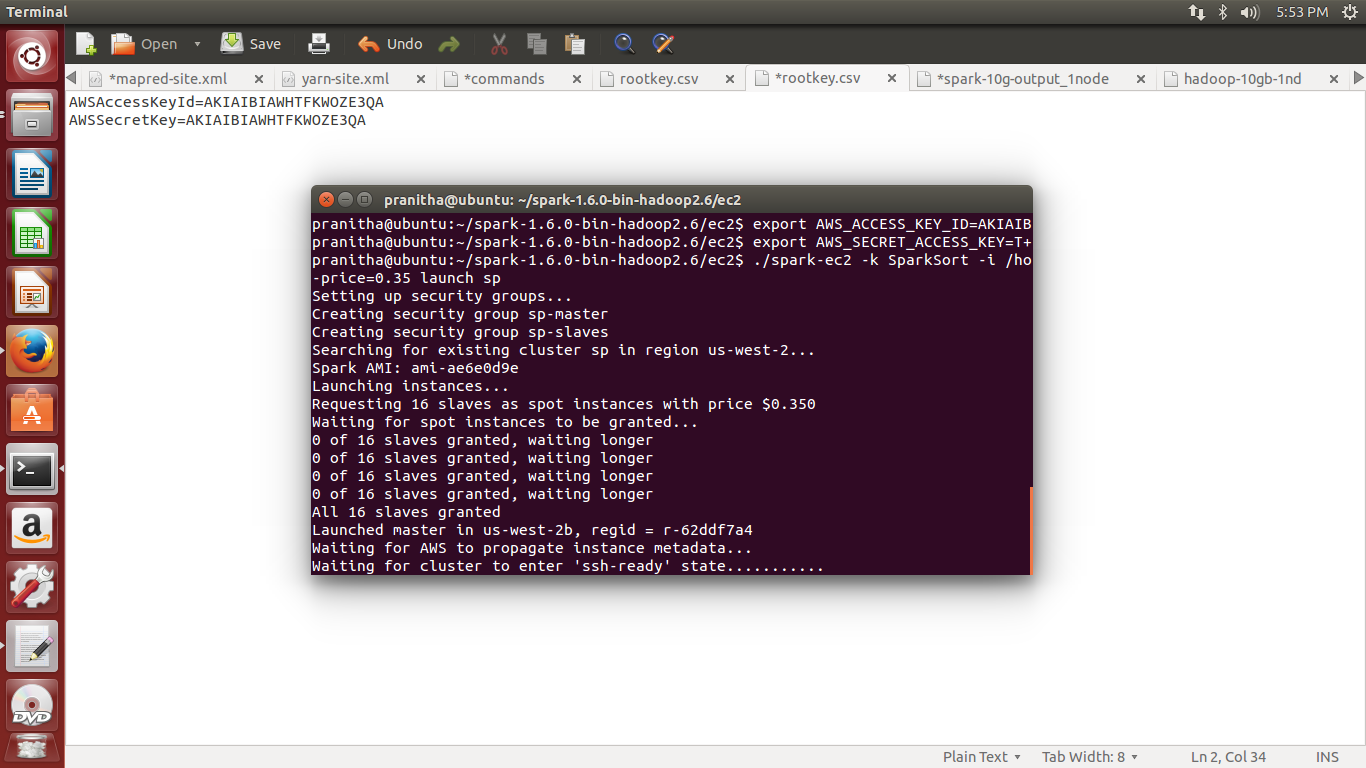 Terminal
5:53 PM
Open
Save
Undo
*mapred-site.xml
yarn-site.xml
*commands
rootkey.csv
*rootkey.csv
*spark-10g-output_1node
hadoop-10gb-1nd
AWSAccessKeyId=AKIAIBIAWHTFKWOZE3QA
AWSSecretKey=AKIAIBIAWHTFKWOZE3QA
pranitha@ubuntu: ~/spark-1.6.0-bin-hadoop2.6/ec2
pranitha@ubuntu:~/spark-1.6.0-bin-hadoop2.6/ec2$ export AWS_ACCESS_KEY_ID=AKIAIB
pranitha@ubuntu:~/spark-1.6.0-bin-hadoop2.6/ec2$ export AWS_SECRET_ACCESS_KEY=T+
pranitha@ubuntu:~/spark-1.6.0-bin-hadoop2.6/ec2$ ./spark-ec2 -k SparkSort -i /ho
-price=0.35 launch sp
Setting up security groups...
Creating security group sp-master
Creating security group sp-slaves
Searching for existing cluster sp in region us-west-2...
Spark AMI: ami-ae6e0d9e
Launching instances...
Requesting 16 slaves as spot instances with price $0.350
Waiting for spot instances to be granted...
0 of 16 slaves granted, waiting longer
0 of 16 slaves granted, waiting longer
0 of 16 slaves granted, waiting longer
0 of 16 slaves granted, waiting longer
All 16 slaves granted
Launched master in us-west-2b, regid = r-62ddf7a4
Waiting for AWS to propagate instance metadata...
Waiting for cluster to enter 'ssh-ready' state...........
DVD
Plain Text
Tab Width: 8
Ln 2, Col 34
INS